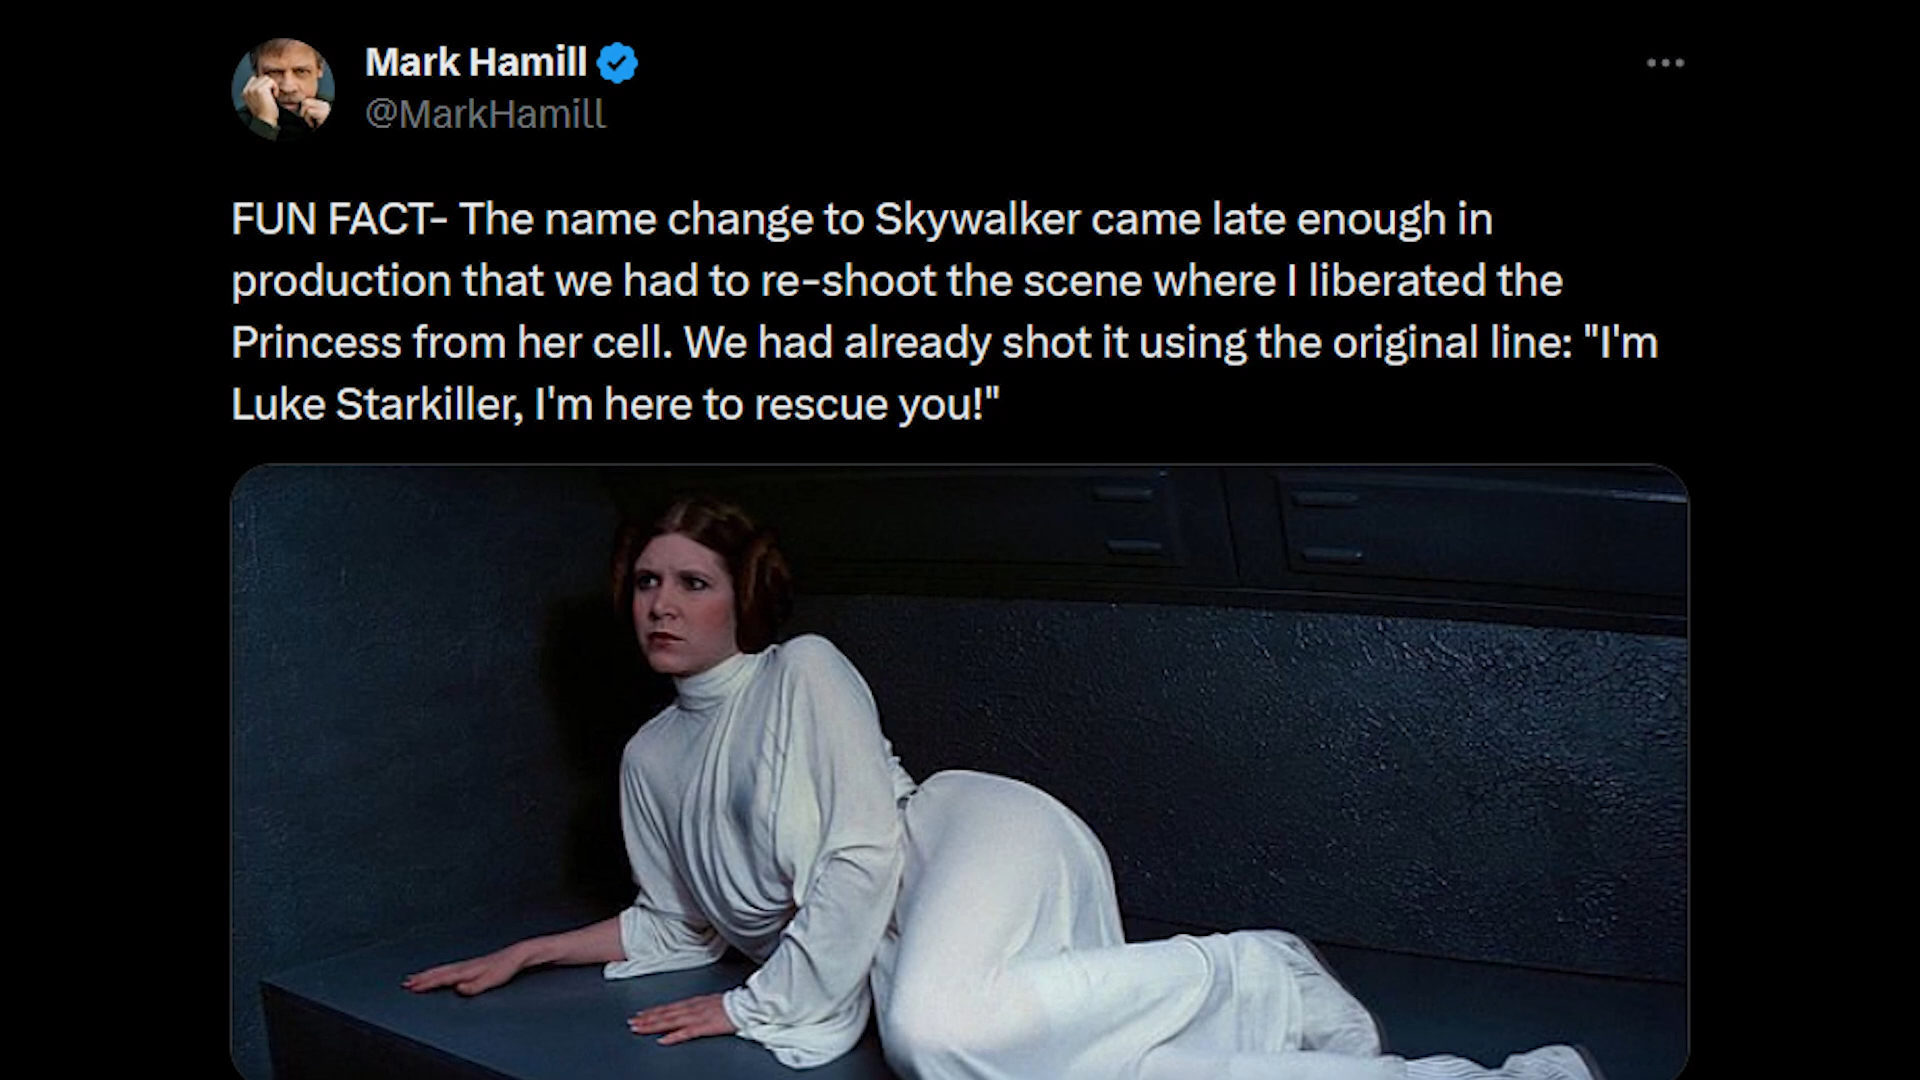 Mark Hamill
@MarkHamill
FUN FACT- The name change to Skywalker came late enough in
production that we had to re-shoot the scene where I liberated the
Princess from her cell. We had already shot it using the original line: "I'm
Luke Starkiller, I'm here to rescue you!"